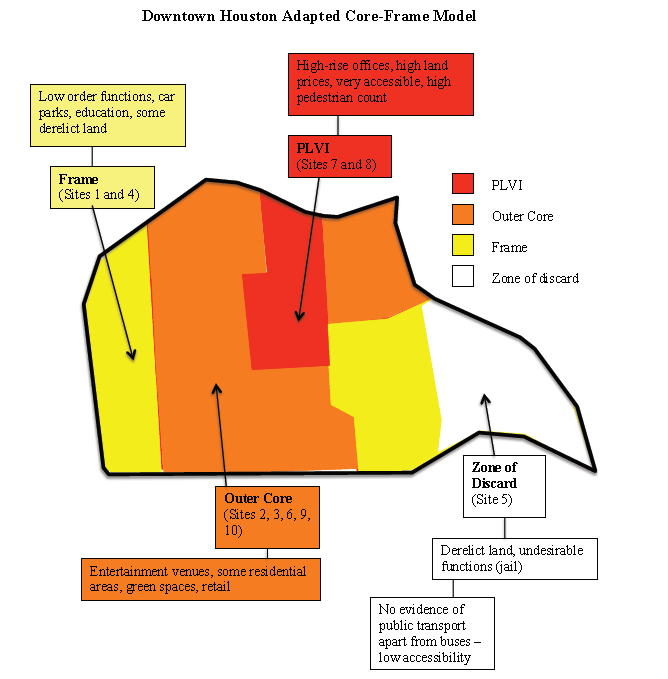 Downtown Houston Adapted Core-Frame Model
High-rise offices, high land
prices, very accessible, high
pedestrian count
Low order functions, car
parks, education, some
derelict land
PLVI
(Sites 7 and 8)
Frame
(Sites 1 and 4)
PLVI
Outer Core
Frame
Zone of discard
Zone of
Discard
(Site 5)
Outer Core
(Sites 2, 3, 6, 9,
10)
Derelict land, undesirable
functions (jail)
Entertainment venues, some residential
areas, green spaces, retail
No evidence of
public transport
apart from buses –
low accessibility